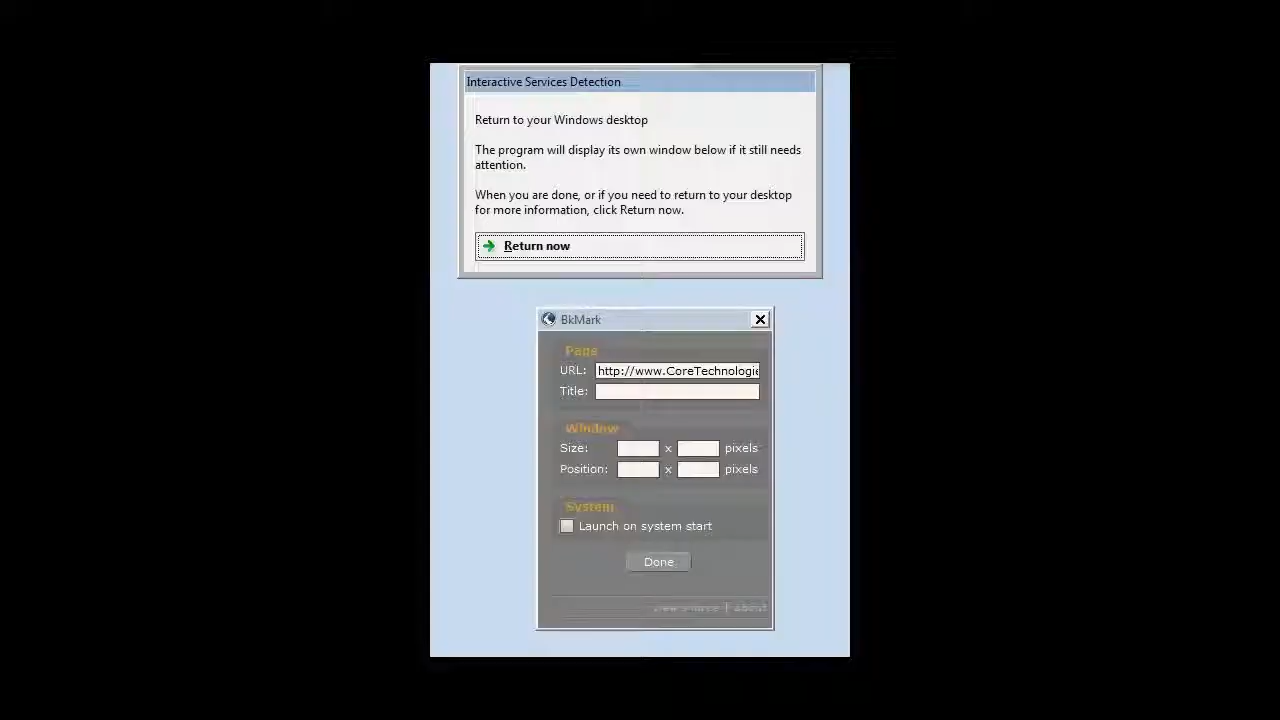 Interactive Services Detection
Return to your Windows desktop
The program will display its own window below if it still needs
attention.
When you are done, or if you need to return to your desktop
for more information, click Return now.
Return now
BkMark
Page
URL: http://www.CoreTechnologie
Title:
Window
Size: x pixels
Position: x pixels
System
Launch on system start
Done
view source | about